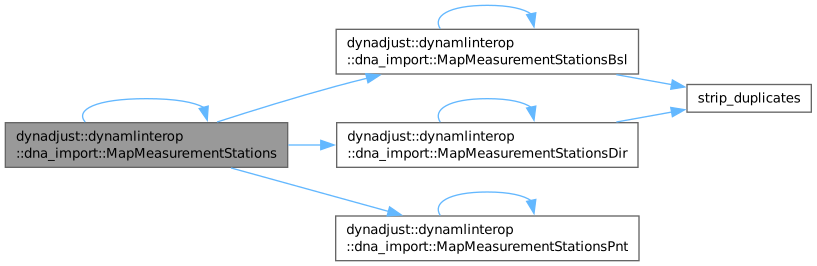 dynadjust::dynamlinterop
::dna_import::MapMeasurementStationsBsl
strip_duplicates
dynadjust::dynamlinterop
::dna_import::MapMeasurementStations
dynadjust::dynamlinterop
::dna_import::MapMeasurementStationsDir
dynadjust::dynamlinterop
::dna_import::MapMeasurementStationsPnt